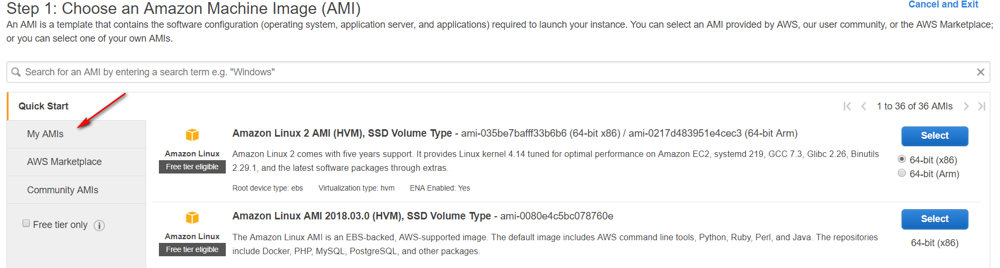 Step 1: Choose an Amazon Machine Image (AMI)
Cancel and Exit
An AMI is a template that contains the software configuration (operating system, application server, and applications) required to launch your instance. You can select an AMI provided by AWS, our user community, or the AWS Marketplace;
or you can select one of your own AMIs.
Search for an AMI by entering a search term e.g. "Windows"
Quick Start
My AMIs
AWS Marketplace
Community AMIs
Free tier only
1 to 36 of 36 AMIs
Amazon Linux
Free tier eligible
Amazon Linux 2 AMI (HVM), SSD Volume Type - ami-035be7bafff33b6b6 (64-bit x86) / ami-0217d483951e4cec3 (64-bit Arm)
Amazon Linux 2 comes with five years support. It provides Linux kernel 4.14 tuned for optimal performance on Amazon EC2, systemd 219, GCC 7.3, Glibc 2.26, Binutils
2.29.1, and the latest software packages through extras.
Root device type: ebs Virtualization type: hvm ENA Enabled: Yes
Select
64-bit (x86)
64-bit (Arm)
Amazon Linux
Free tier eligible
Amazon Linux AMI 2018.03.0 (HVM), SSD Volume Type - ami-0080e4c5bc078760e
The Amazon Linux AMI is an EBS-backed, AWS-supported image. The default image includes AWS command line tools, Python, Ruby, Perl, and Java. The repositories
include Docker, PHP, MySQL, PostgreSQL, and other packages.
Select
64-bit (x86)